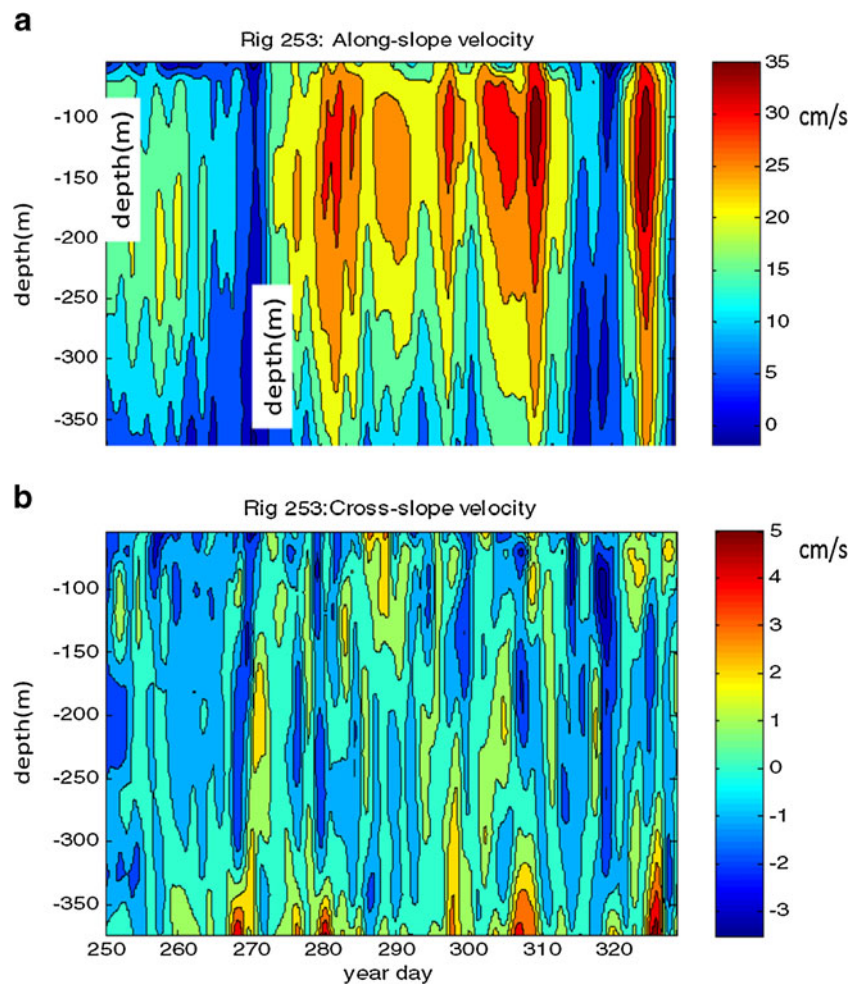 a
Rig 253: Along-slope velocity
35
30
25
20
15
10
5
0
cm/s
-100
-150
-200
-250
-300
-350
depth(m)
depth(m)
depth(m)
b
Rig 253:Cross-slope velocity
5
4
3
2
1
0
-1
-2
-3
cm/s
-100
-150
-200
-250
-300
-350
depth(m)
250 260 270 280 290 300 310 320
year day